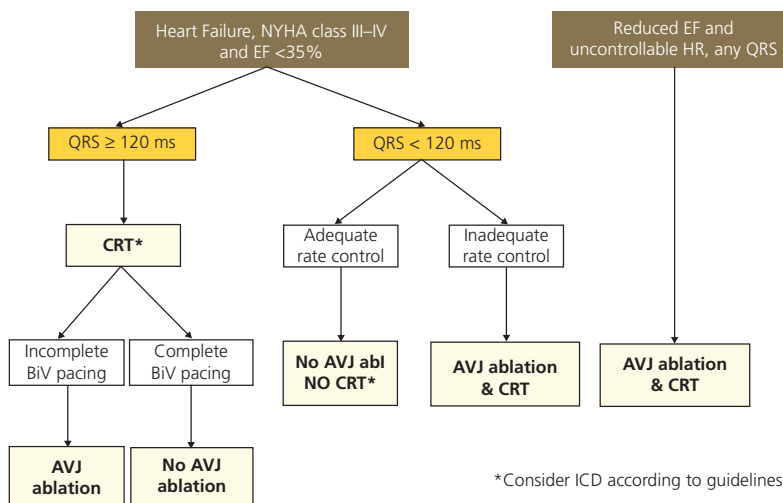 Heart Failure, NYHA class III–IV
and EF <35%
Reduced EF and
uncontrollable HR, any QRS
QRS ≥ 120 ms
QRS < 120 ms
CRT*
Adequate
rate control
Inadequate
rate control
Incomplete
BiV pacing
Complete
BiV pacing
No AVJ abl
NO CRT*
AVJ ablation
& CRT
AVJ ablation
& CRT
AVJ
ablation
No AVJ
ablation
*Consider ICD according to guidelines